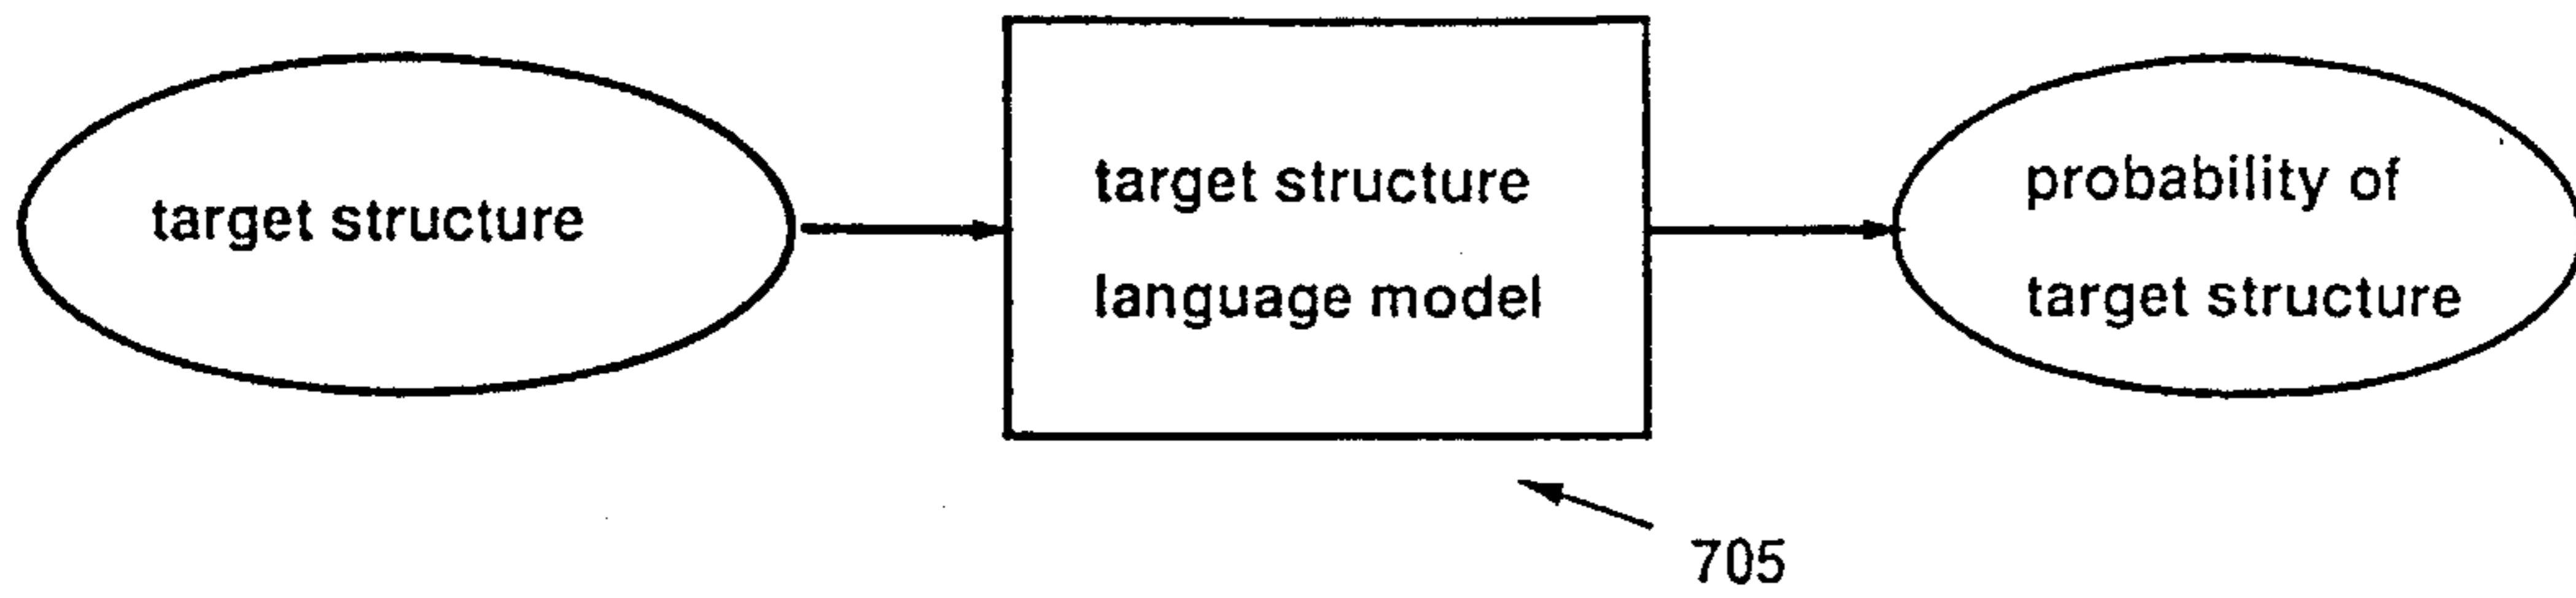 target structure
target structure
language model
probability of
target structure
705